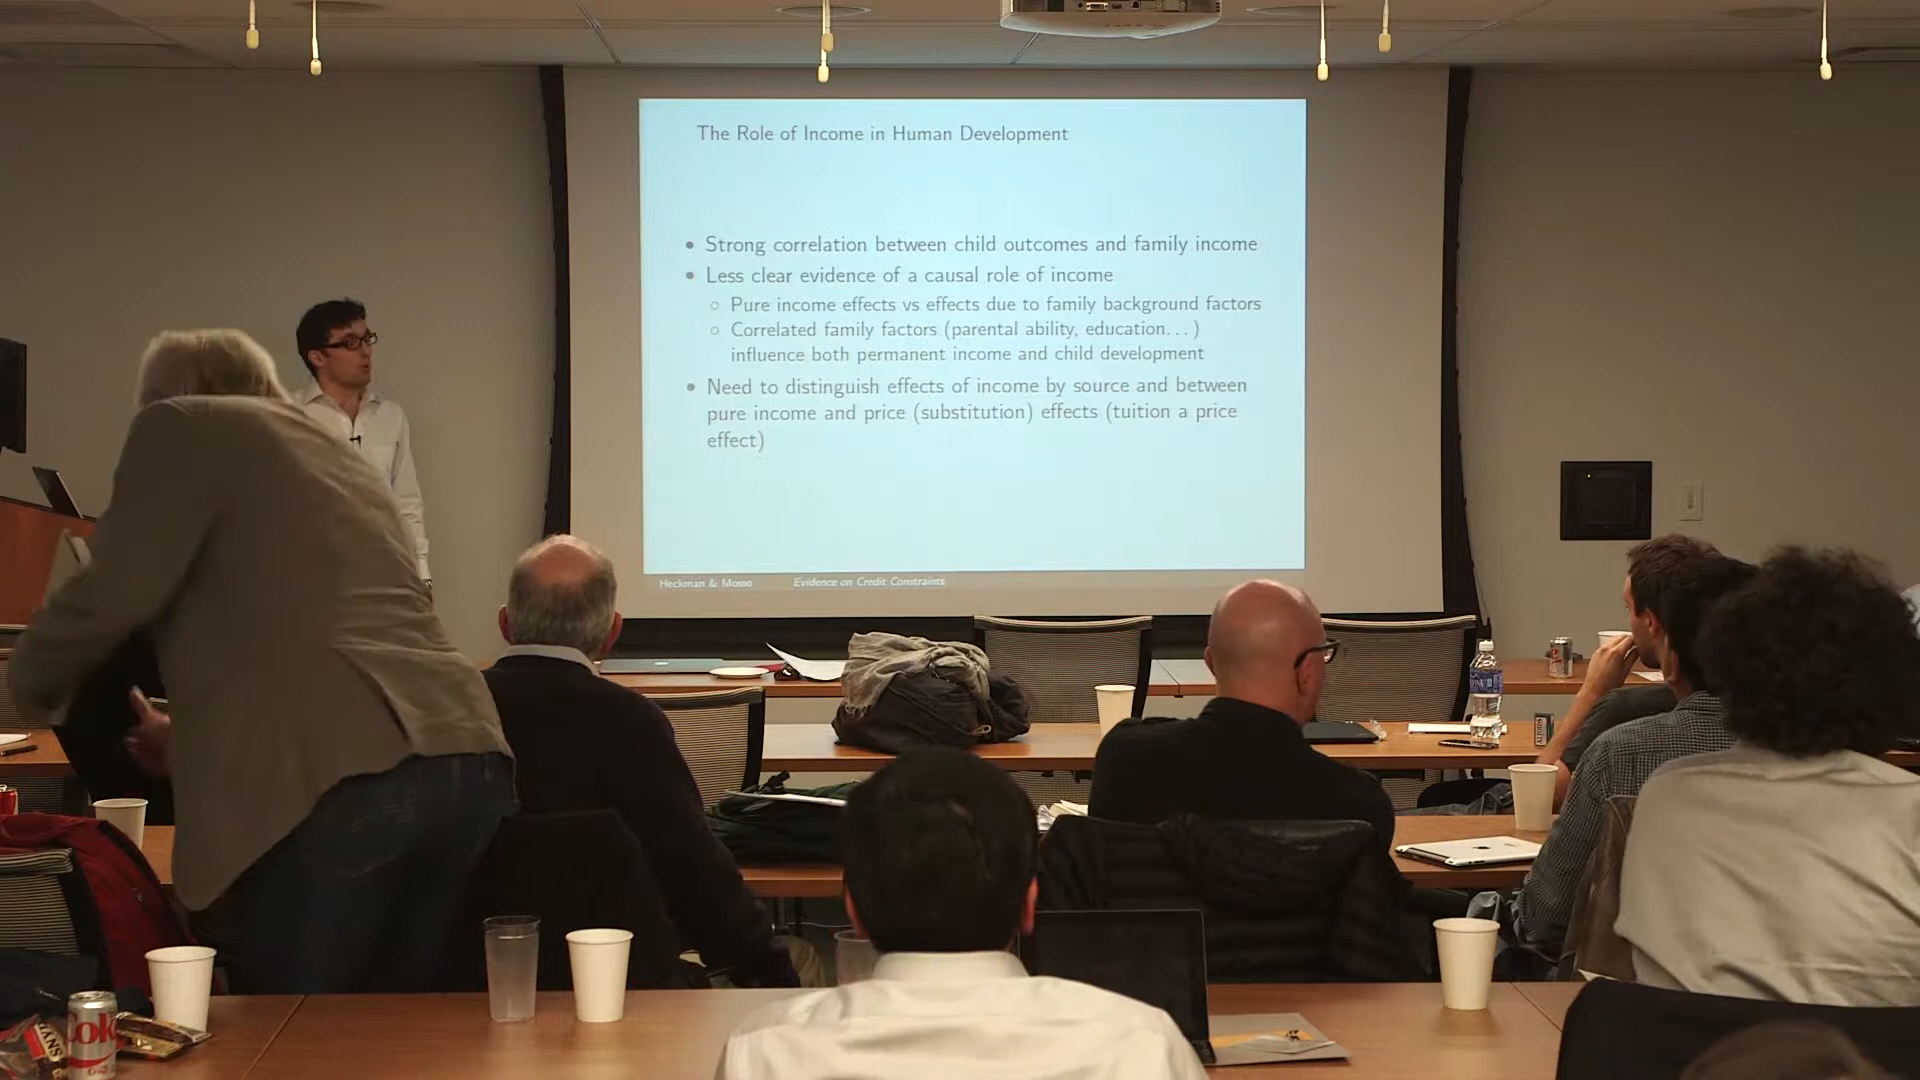 The Role of Income in Human Development
• Strong correlation between child outcomes and family income
• Less clear evidence of a causal role of income
○ Pure income effects vs effects due to family background factors
○ Correlated family factors (parental ability, education...)
influence both permanent income and child development
• Need to distinguish effects of income by source and between
pure income and price (substitution) effects (tuition a price
effect)
Heckman & Mosso Evidence on Credit Constraints
Coke